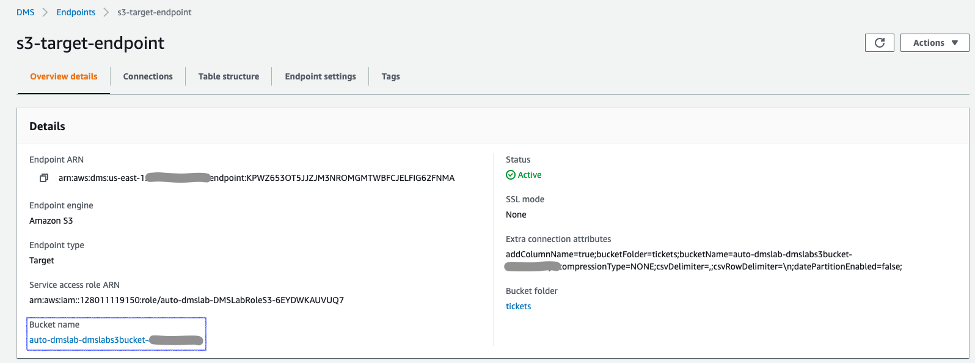 DMS > Endpoints > s3-target-endpoint
s3-target-endpoint
Actions
Overview details Connections Table structure Endpoint settings Tags
Details
Endpoint ARN
arn:aws:dms:us-east-1: endpoint:KPWZ653OT5JJZJM3NROMGMTWBFCJELFIG62FNMA
Endpoint engine
Amazon S3
Endpoint type
Target
Service access role ARN
arn:aws:iam::128011119150:role/auto-dmslab-DMSLabRoleS3-6EYDWKAUVUQ7
Bucket name
auto-dmslab-dmslabs3bucket-
Status
Active
SSL mode
None
Extra connection attributes
addColumnName=true;bucketFolder=tickets;bucketName=auto-dmslab-dmslabs3bucket-
compressionType=NONE;csvDelimiter=,;csvRowDelimiter=\n;datePartitionEnabled=false;
Bucket folder
tickets